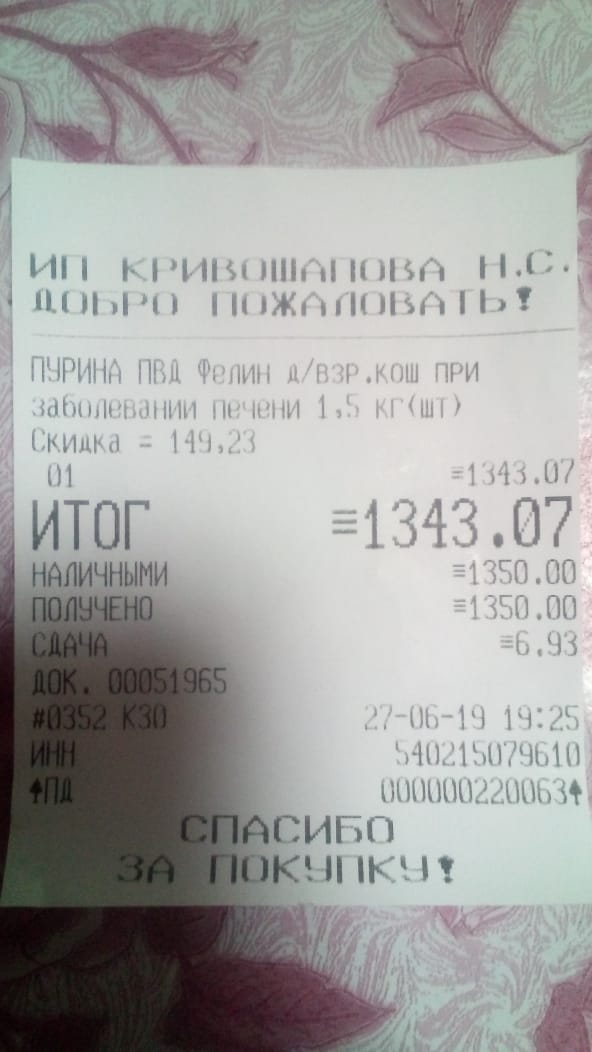 ИП КРИВОШАПОВА Н.С.
ДОБРО ПОЖАЛОВАТЬ!
ПУРИНА ПВД Фелин д/взр.кош при
заболевании печени 1,5 кг(шт)
Скидка = 149,23
01 ≡1343.07
ИТОГ ≡1343.07
НАЛИЧНЫМИ ≡1350.00
ПОЛУЧЕНО ≡1350.00
СДАЧА ≡6.93
ДОК. 00051965
#0352 К30 27-06-19 19:25
ИНН 540215079610
♠ПД 000000220063♠
СПАСИБО
ЗА ПОКУПКУ!